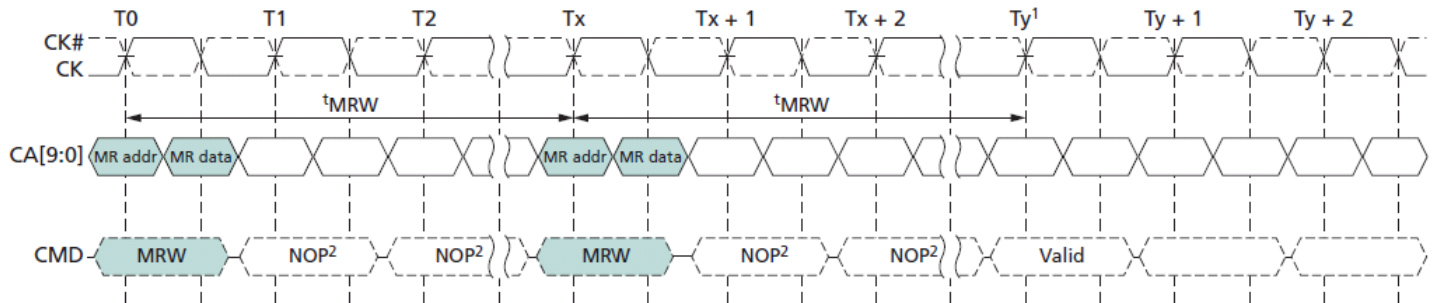 T0 T1 T2 Tx Tx + 1 Tx + 2 Ty¹ Ty + 1 Ty + 2
CK#
CK
ᵗMRW ᵗMRW
CA[9:0] MR addr MR data MR addr MR data
CMD MRW NOP² NOP² MRW NOP² NOP² Valid